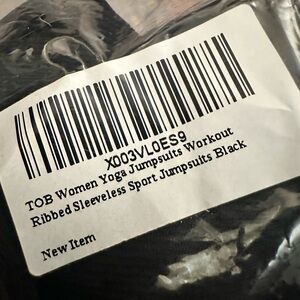 X003VL0ES9
TOB Women Yoga Jumpsuits Workout
Ribbed Sleeveless Sport Jumpsuits Black
New Item